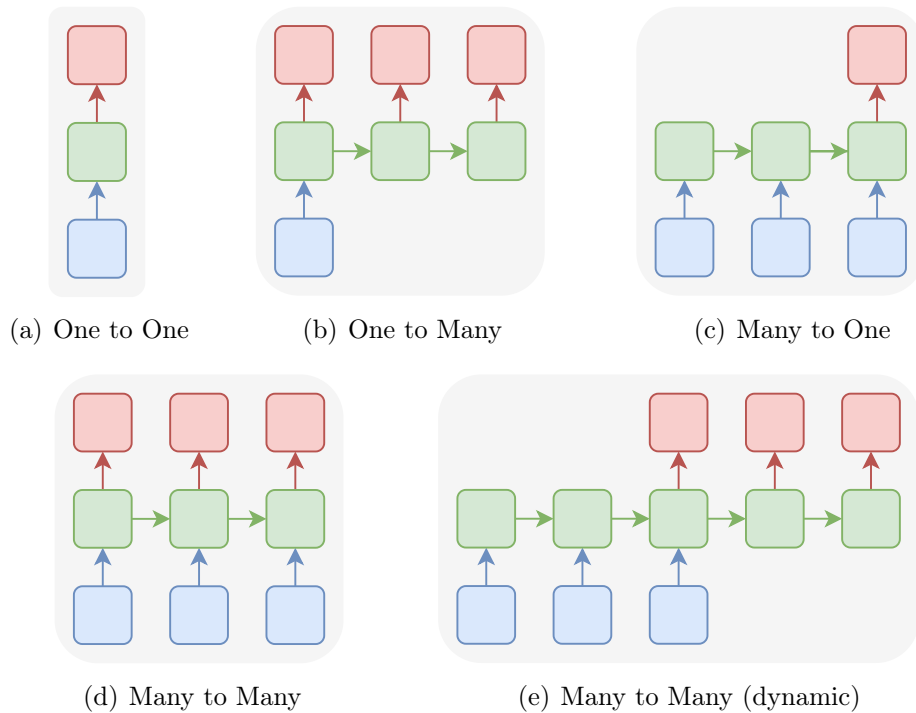 (a) One to One
(b) One to Many
(c) Many to One
(d) Many to Many
(e) Many to Many (dynamic)